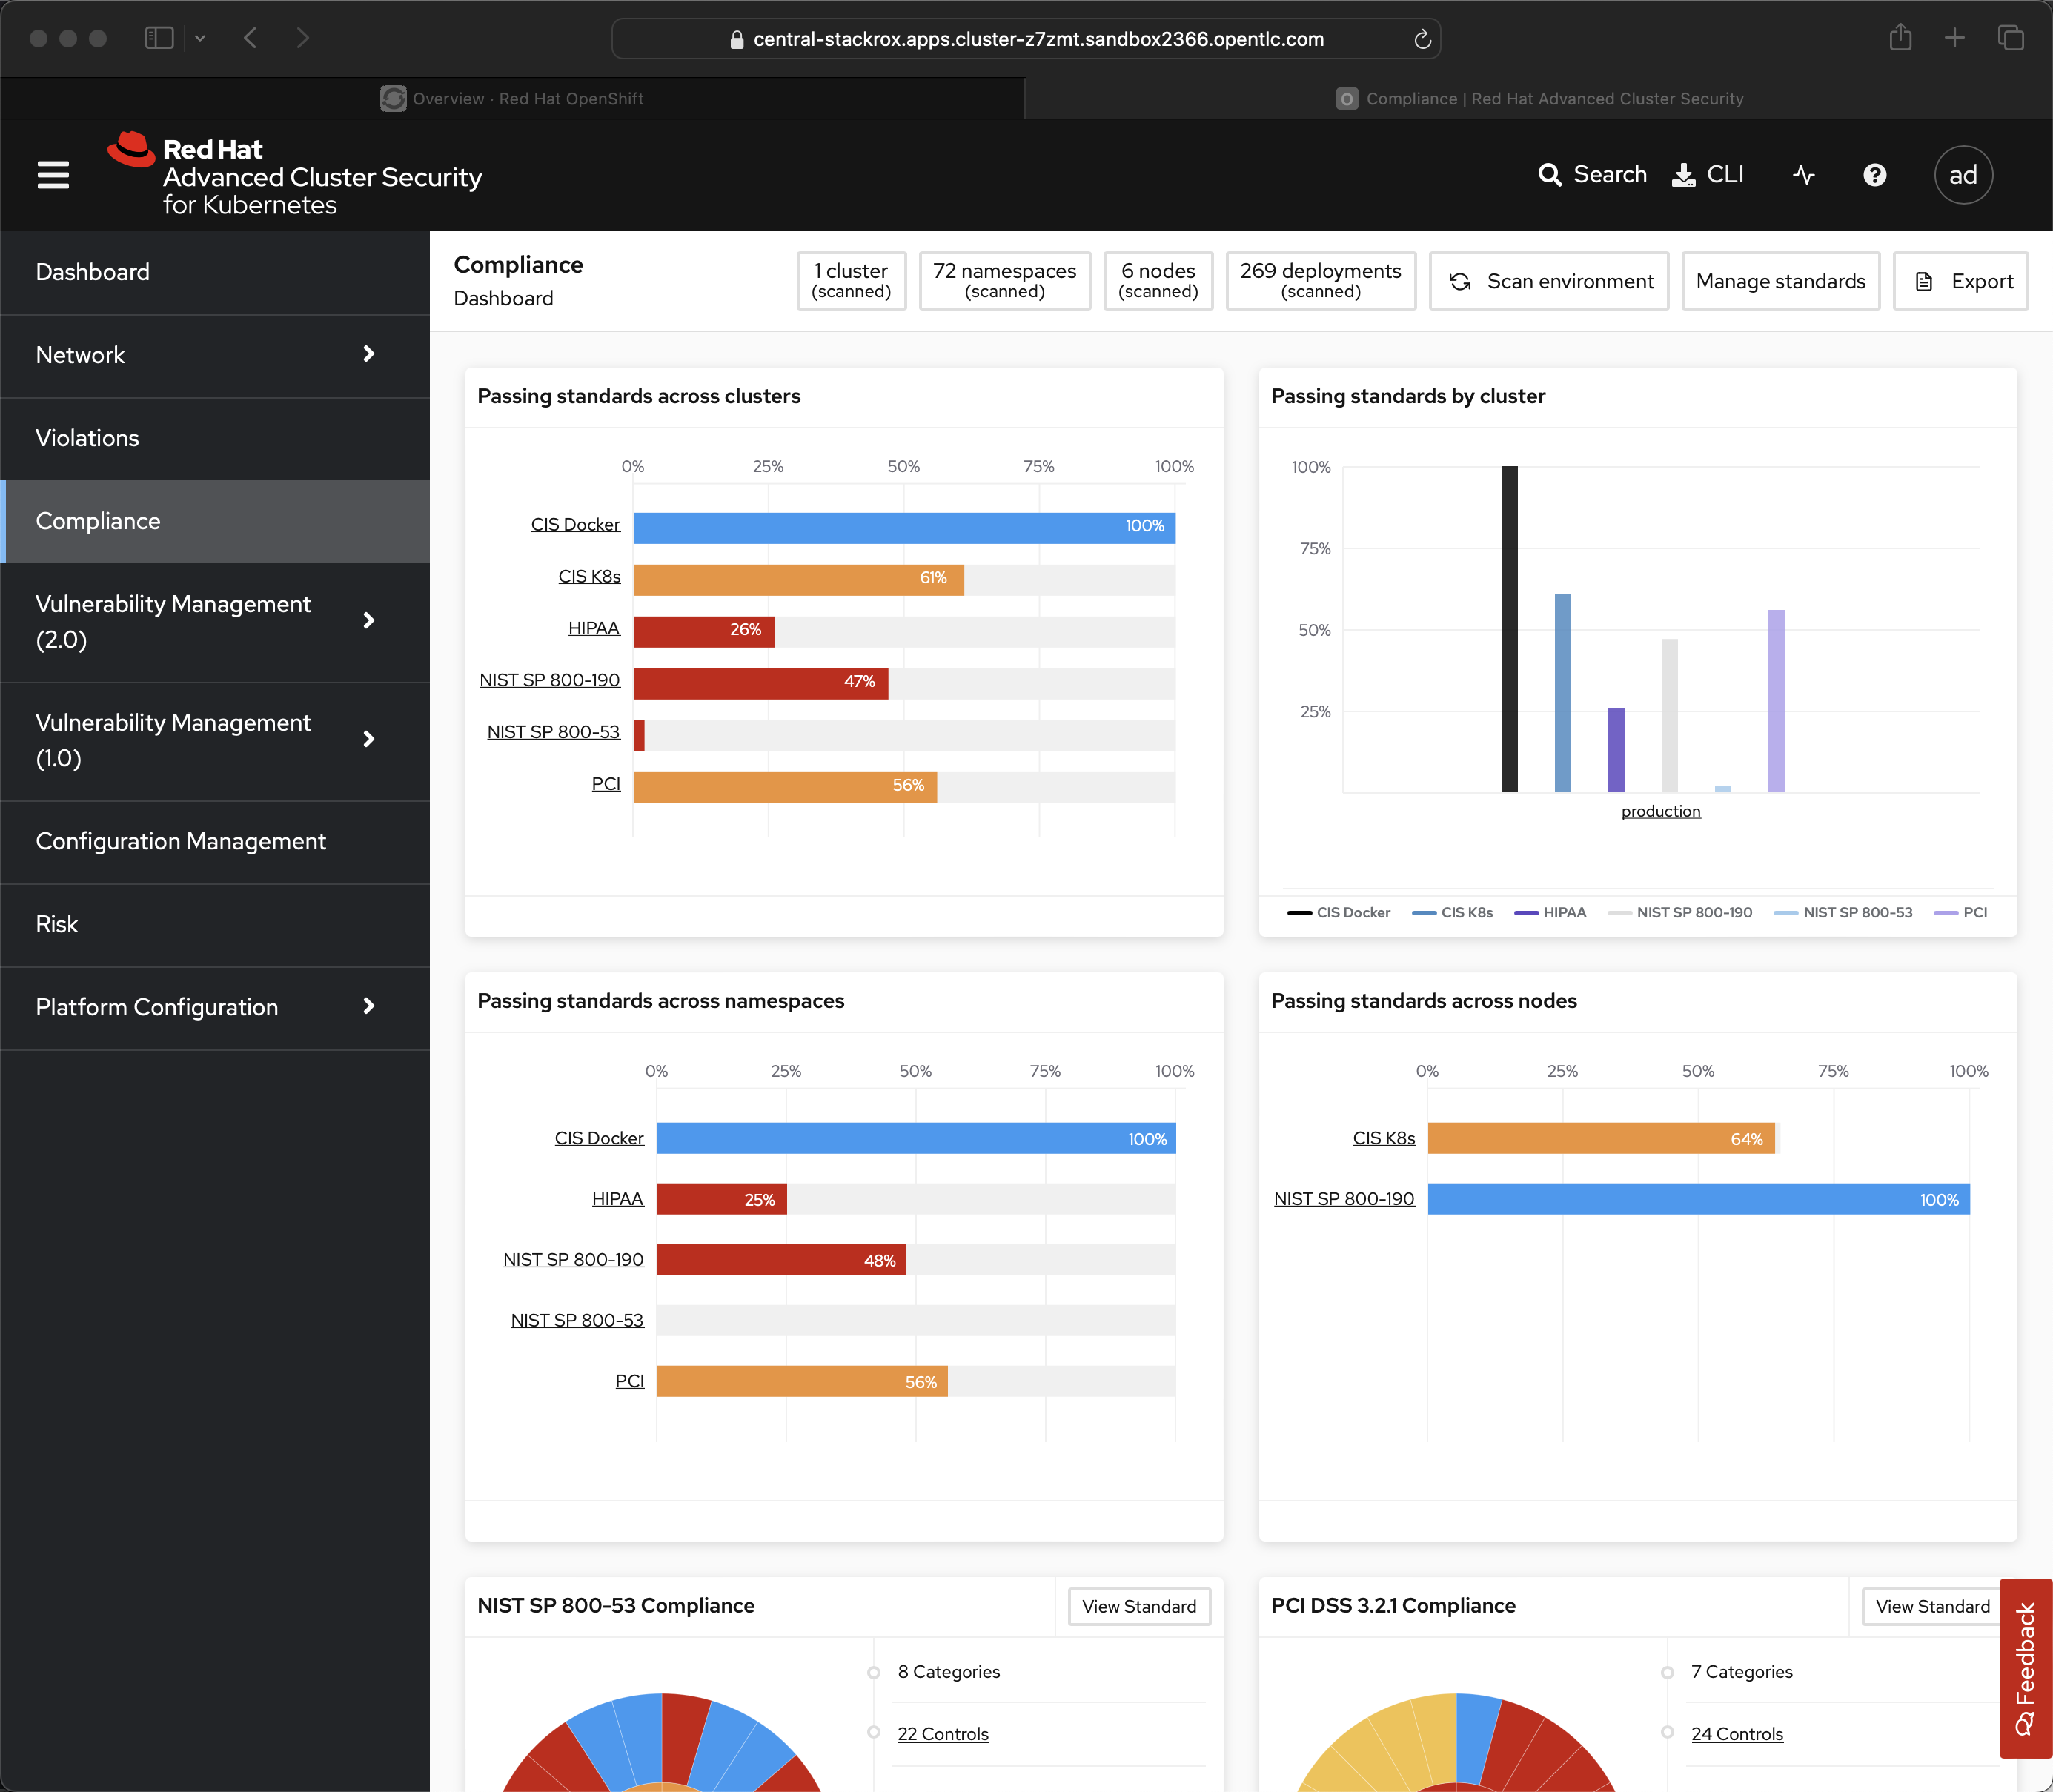 central-stackrox.apps.cluster-z7zmt.sandbox2366.opentlc.com
Overview · Red Hat OpenShift
O Compliance | Red Hat Advanced Cluster Security
Red Hat
Advanced Cluster Security
for Kubernetes
Search
CLI
ad
Dashboard
Network
Violations
Compliance
Vulnerability Management
(2.0)
Vulnerability Management
(1.0)
Configuration Management
Risk
Platform Configuration
Compliance
Dashboard
1 cluster
(scanned)
72 namespaces
(scanned)
6 nodes
(scanned)
269 deployments
(scanned)
Scan environment
Manage standards
Export
Passing standards across clusters
0% 25% 50% 75% 100%
CIS Docker 100%
CIS K8s 61%
HIPAA 26%
NIST SP 800-190 47%
NIST SP 800-53
PCI 56%
Passing standards by cluster
100%
75%
50%
25%
production
CIS Docker CIS K8s HIPAA NIST SP 800-190 NIST SP 800-53 PCI
Passing standards across namespaces
0% 25% 50% 75% 100%
CIS Docker 100%
HIPAA 25%
NIST SP 800-190 48%
NIST SP 800-53
PCI 56%
Passing standards across nodes
0% 25% 50% 75% 100%
CIS K8s 64%
NIST SP 800-190 100%
NIST SP 800-53 Compliance
View Standard
8 Categories
22 Controls
PCI DSS 3.2.1 Compliance
View Standard
7 Categories
24 Controls
Feedback